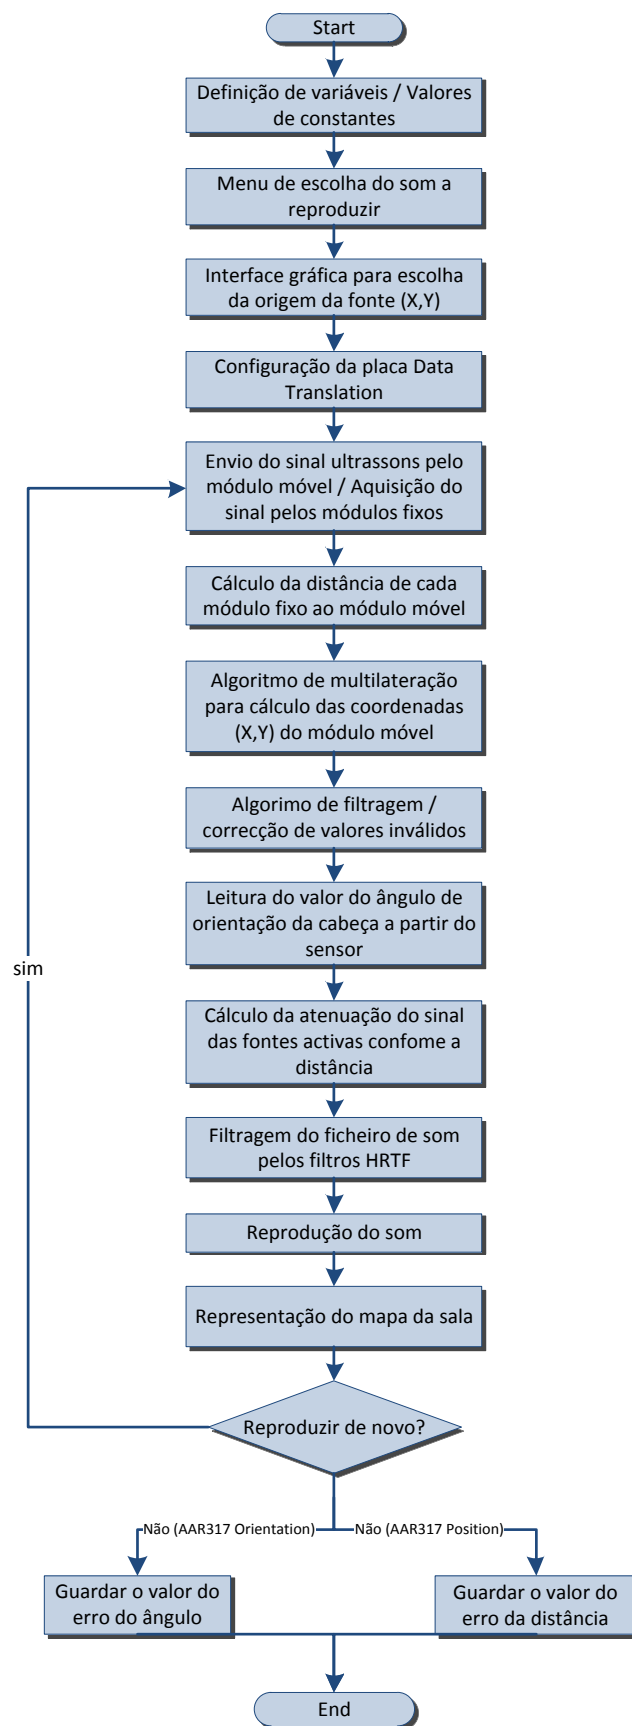 Start
Definição de variáveis / Valores
de constantes
Menu de escolha do som a
reproduzir
Interface gráfica para escolha
da origem da fonte (X,Y)
Configuração da placa Data
Translation
Envio do sinal ultrassons pelo
módulo móvel / Aquisição do
sinal pelos módulos fixos
Cálculo da distância de cada
módulo fixo ao módulo móvel
Algoritmo de multilateração
para cálculo das coordenadas
(X,Y) do módulo móvel
Algorimo de filtragem /
correcção de valores inválidos
Leitura do valor do ângulo de
orientação da cabeça a partir do
sensor
sim
Cálculo da atenuação do sinal
das fontes activas confome a
distância
Filtragem do ficheiro de som
pelos filtros HRTF
Reprodução do som
Representação do mapa da sala
Reproduzir de novo?
Não (AAR317 Orientation)
Não (AAR317 Position)
Guardar o valor do
erro do ângulo
Guardar o valor do
erro da distância
End